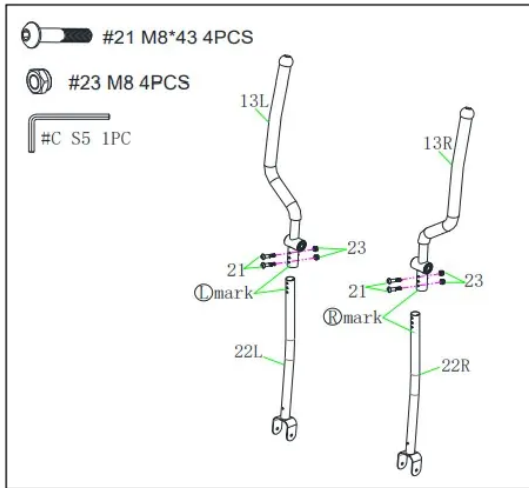 #21 M8*43 4PCS
#23 M8 4PCS
#C S5 1PC
13L
13R
23
21
Ⓛmark
23
21
Ⓡmark
22L
22R